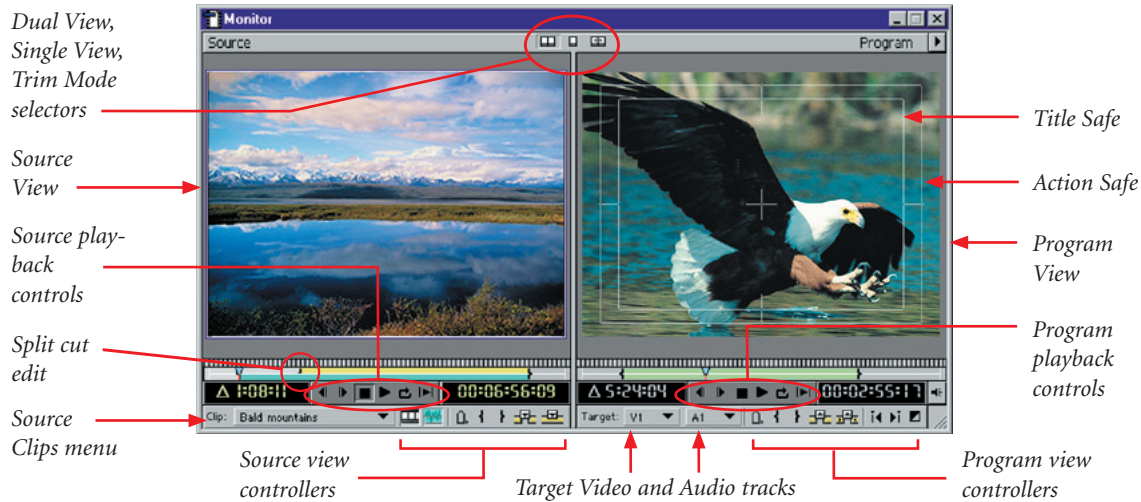 Dual View,
Single View,
Trim Mode
selectors
Source
View
Source play-
back
controls
Split cut
edit
Source
Clips menu
Monitor
Source
Program
Δ 1:08:11
00:06:56:09
Δ 5:24:04
00:02:55:17
Clip: Bald mountains
Target: V1 A1
Title Safe
Action Safe
Program
View
Program
playback
controls
Source view
controllers
Target Video and Audio tracks
Program view
controllers